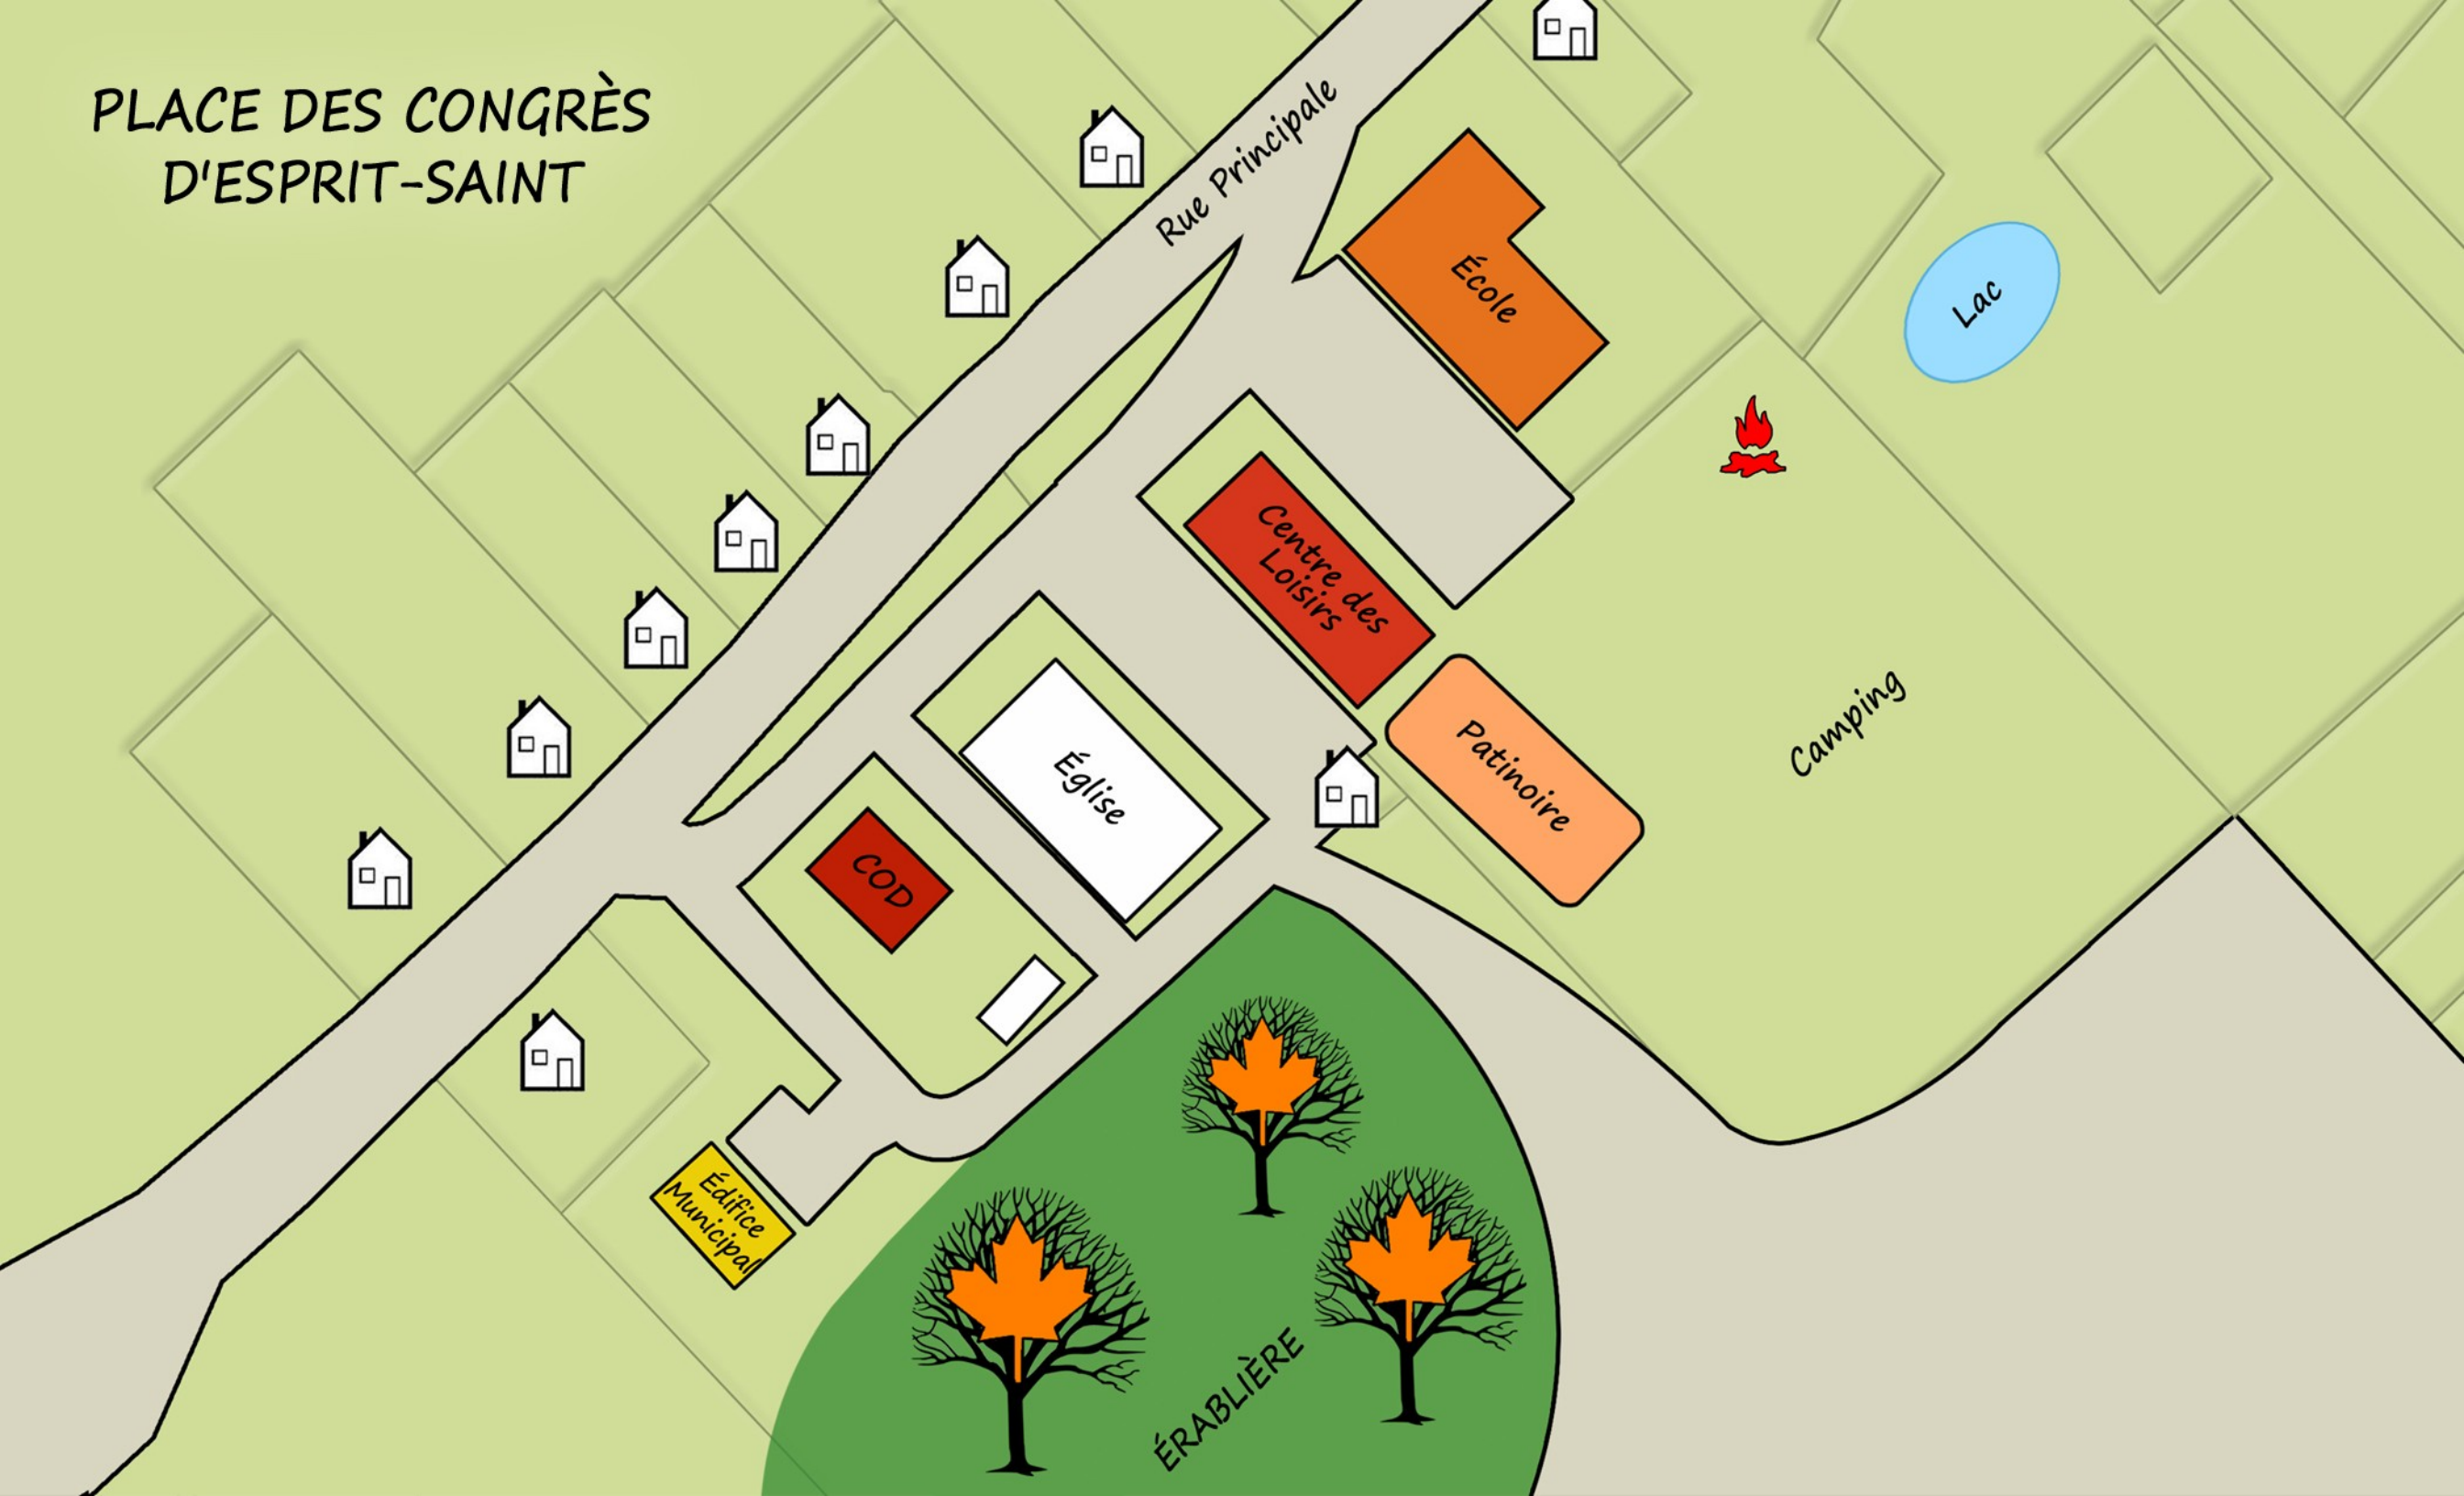 PLACE DES CONGRÈS
D'ESPRIT-SAINT
Rue Principale
École
Lac
Centre des
Loisirs
Camping
Patinoire
Église
COD
Édifice
Municipal
ÉRABLIÈRE